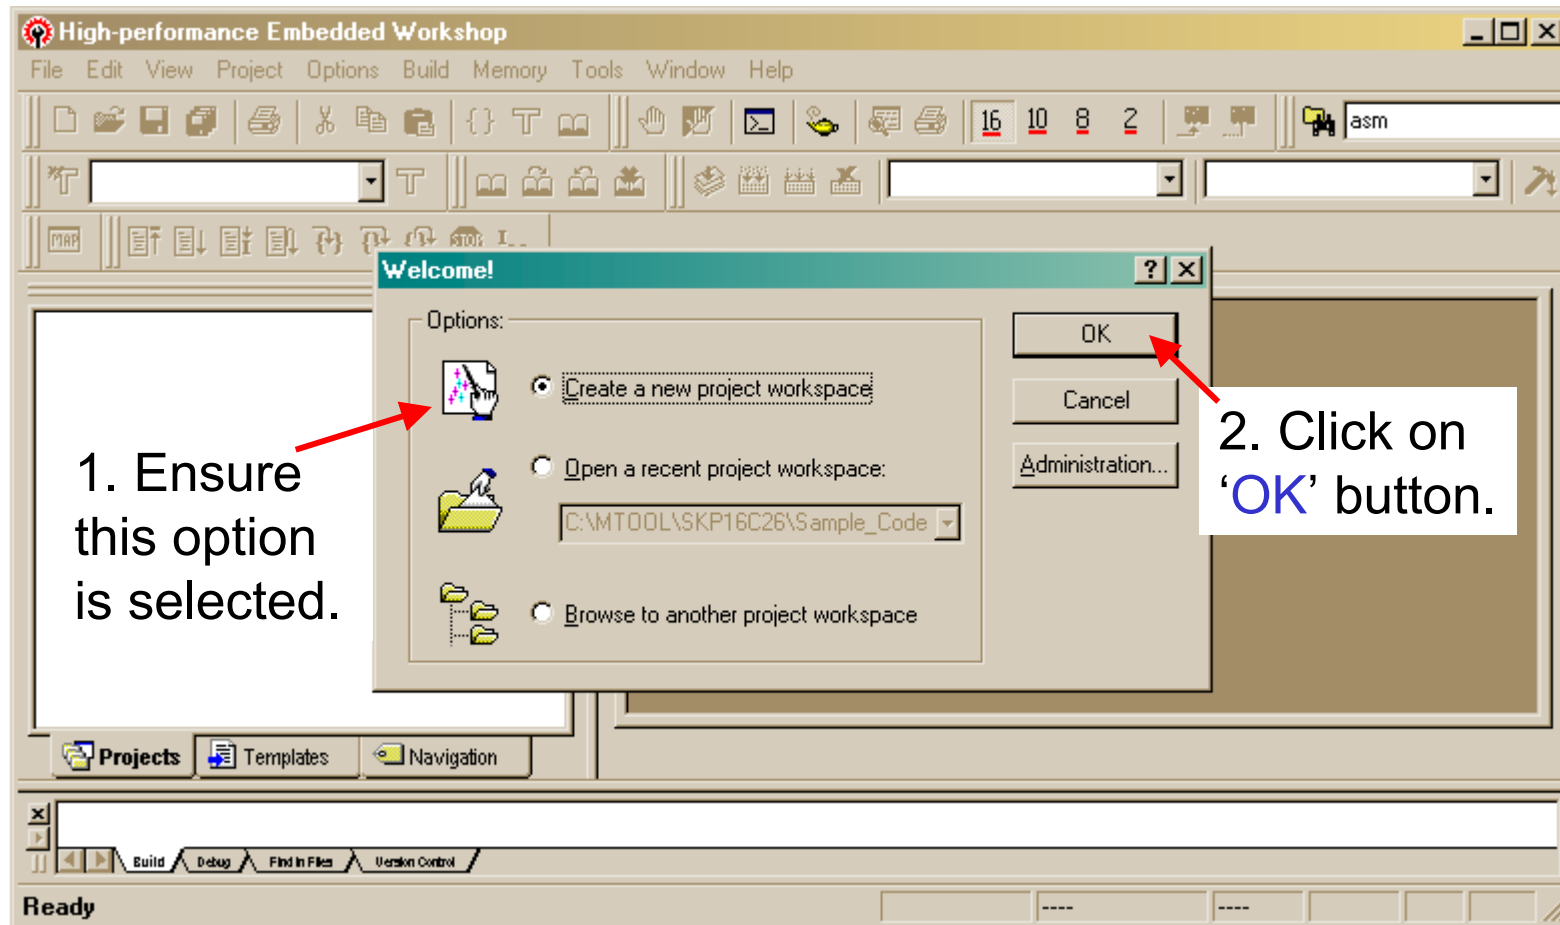 High-performance Embedded Workshop
File Edit View Project Options Build Memory Tools Window Help
16 10 8 2 asm
MAP STOP
Welcome!
Options:
Create a new project workspace
Open a recent project workspace:
C:\MTOOL\SKP16C26\Sample_Code
Browse to another project workspace
OK
Cancel
Administration...
1. Ensure
this option
is selected.
2. Click on
‘OK’ button.
Projects Templates Navigation
Build Debug Find in Files Version Control
Ready ---- ----